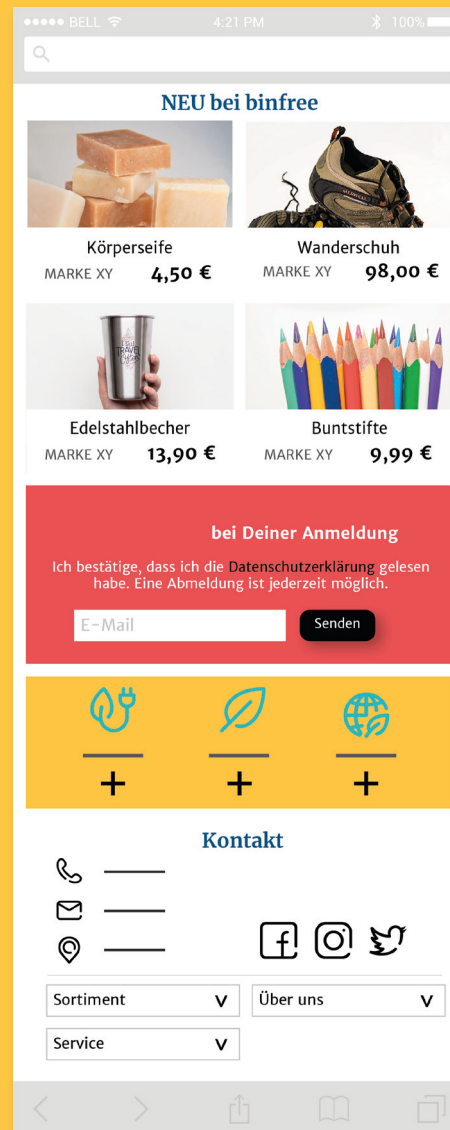 BELL 4:21 PM 100%
NEU bei binfree
Körperseife
MARKE XY 4,50 €
Wanderschuh
MARKE XY 98,00 €
Edelstahlbecher
MARKE XY 13,90 €
Buntstifte
MARKE XY 9,99 €
bei Deiner Anmeldung
Ich bestätige, dass ich die Datenschutzerklärung gelesen
habe. Eine Abmeldung ist jederzeit möglich.
E-Mail
Senden
+ + +
Kontakt
Sortiment V
Über uns V
Service V